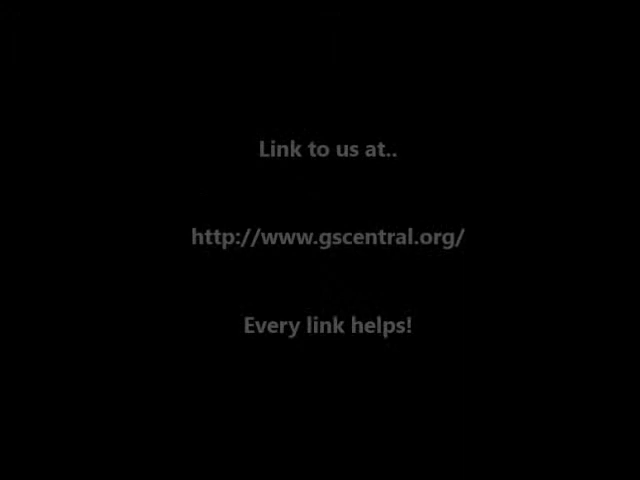 Link to us at..
http://www.gscentral.org/
Every link helps!